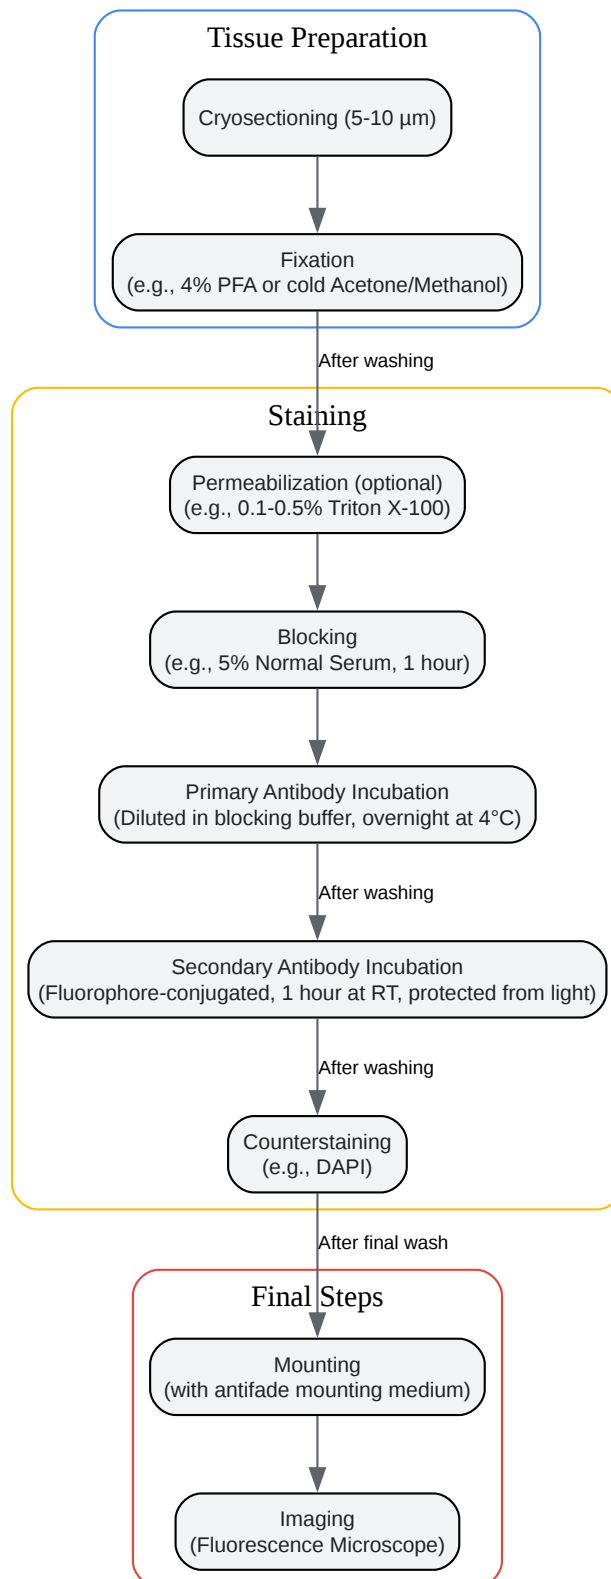 Tissue Preparation
Cryosectioning (5-10 µm)
Fixation
(e.g., 4% PFA or cold Acetone/Methanol)
After washing
Staining
Permeabilization (optional)
(e.g., 0.1-0.5% Triton X-100)
Blocking
(e.g., 5% Normal Serum, 1 hour)
Primary Antibody Incubation
(Diluted in blocking buffer, overnight at 4°C)
After washing
Secondary Antibody Incubation
(Fluorophore-conjugated, 1 hour at RT, protected from light)
After washing
Counterstaining
(e.g., DAPI)
After final wash
Final Steps
Mounting
(with antifade mounting medium)
Imaging
(Fluorescence Microscope)